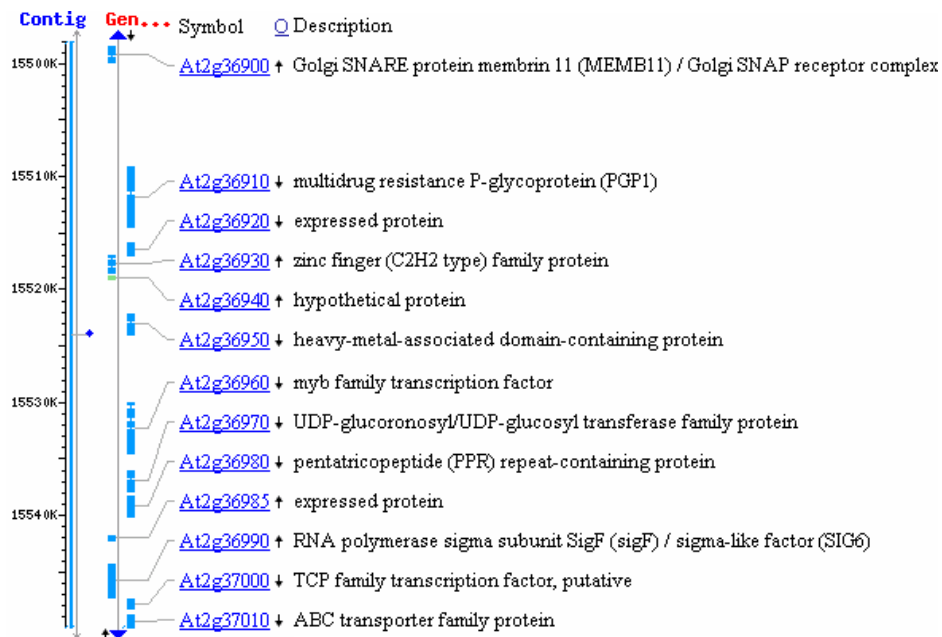 Contig Gen.... Symbol O Description
15500K
At2g36900 ↑ Golgi SNARE protein membrin 11 (MEMB11) / Golgi SNAP receptor complex
15510K
At2g36910 ↓ multidrug resistance P-glycoprotein (PGP1)
At2g36920 ↓ expressed protein
At2g36930 ↑ zinc finger (C2H2 type) family protein
15520K
At2g36940 ↑ hypothetical protein
At2g36950 ↓ heavy-metal-associated domain-containing protein
At2g36960 ↓ myb family transcription factor
15530K
At2g36970 ↓ UDP-glucoronosyl/UDP-glucosyl transferase family protein
At2g36980 ↓ pentatricopeptide (PPR) repeat-containing protein
At2g36985 ↑ expressed protein
15540K
At2g36990 ↑ RNA polymerase sigma subunit SigF (sigF) / sigma-like factor (SIG6)
At2g37000 ↓ TCP family transcription factor, putative
At2g37010 ↓ ABC transporter family protein